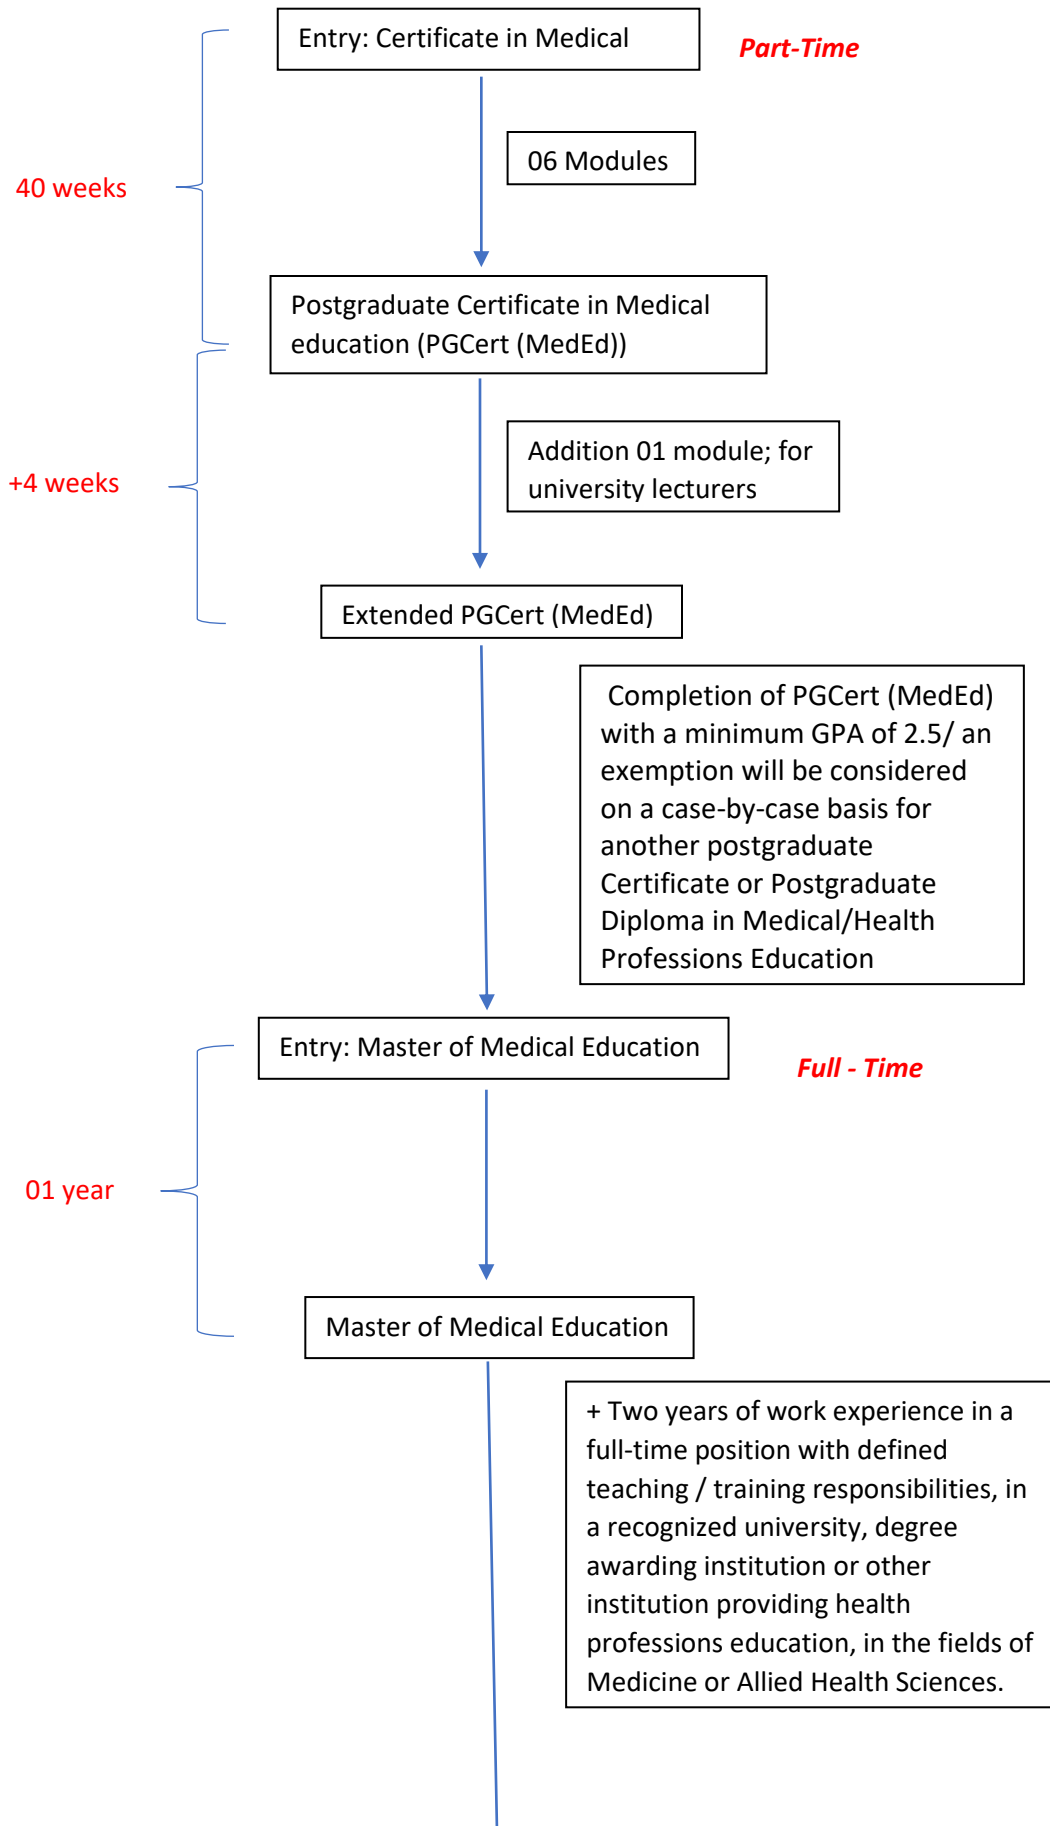 Entry: Certificate in Medical
Part-Time
06 Modules
40 weeks
Postgraduate Certificate in Medical
education (PGCert (MedEd))
Addition 01 module; for
university lecturers
+4 weeks
Extended PGCert (MedEd)
Completion of PGCert (MedEd)
with a minimum GPA of 2.5/ an
exemption will be considered
on a case-by-case basis for
another postgraduate
Certificate or Postgraduate
Diploma in Medical/Health
Professions Education
Entry: Master of Medical Education
Full - Time
01 year
Master of Medical Education
+ Two years of work experience in a
full-time position with defined
teaching / training responsibilities, in
a recognized university, degree
awarding institution or other
institution providing health
professions education, in the fields of
Medicine or Allied Health Sciences.